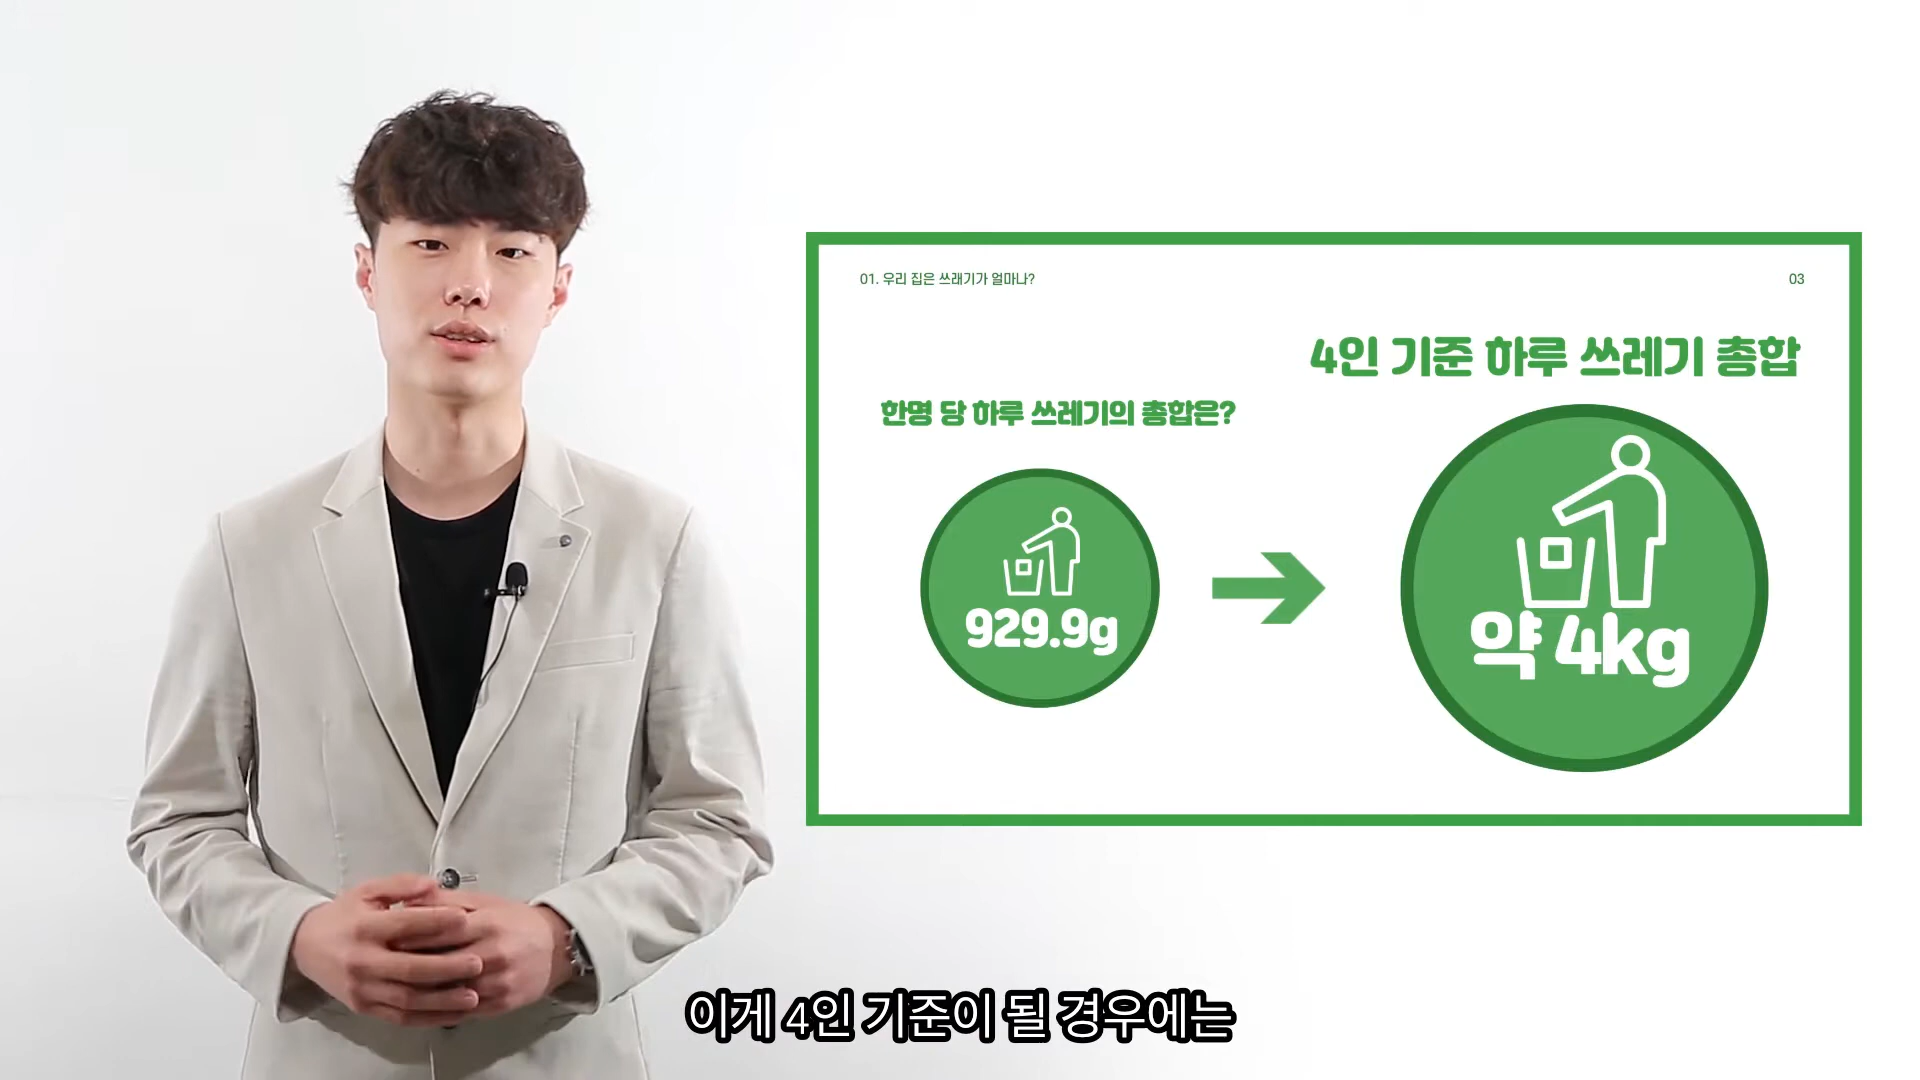 01. 우리 집은 쓰래기가 얼마나?
03
4인 기준 하루 쓰레기 총합
한명 당 하루 쓰레기의 총합은?
929.9g
약 4kg
이게 4인 기준이 될 경우에는